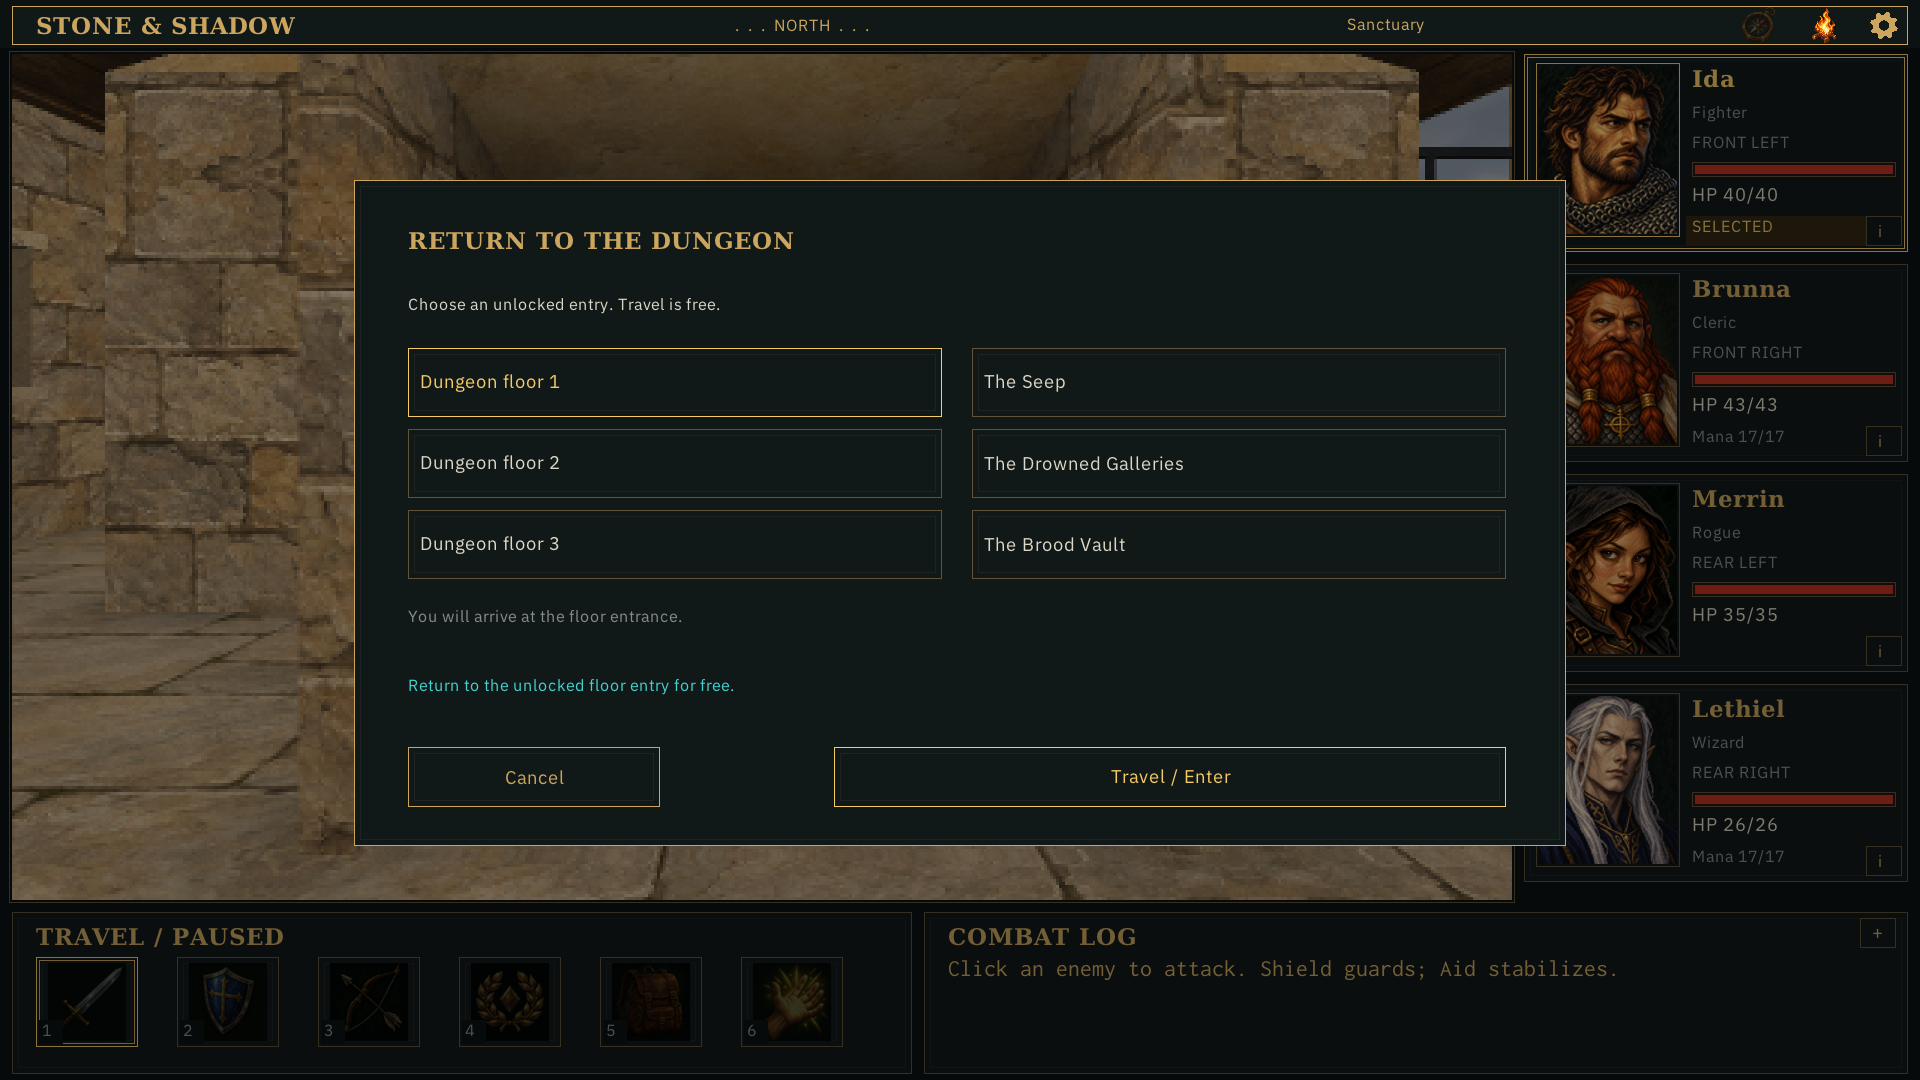 STONE & SHADOW
. . . NORTH . . .
Sanctuary
RETURN TO THE DUNGEON
Choose an unlocked entry. Travel is free.
Dungeon floor 1
The Seep
Dungeon floor 2
The Drowned Galleries
Dungeon floor 3
The Brood Vault
You will arrive at the floor entrance.
Return to the unlocked floor entry for free.
Cancel
Travel / Enter
Ida
Fighter
FRONT LEFT
HP 40/40
SELECTED
i
Brunna
Cleric
FRONT RIGHT
HP 43/43
Mana 17/17
i
Merrin
Rogue
REAR LEFT
HP 35/35
i
Lethiel
Wizard
REAR RIGHT
HP 26/26
Mana 17/17
i
TRAVEL / PAUSED
1
2
3
4
5
6
COMBAT LOG
+
Click an enemy to attack. Shield guards; Aid stabilizes.